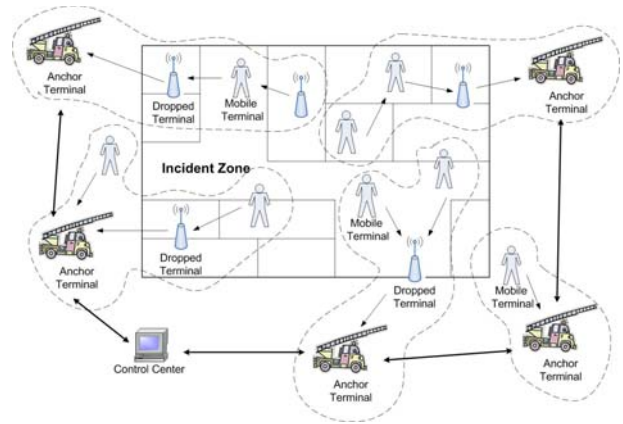 Anchor
Terminal
Dropped
Terminal
Mobile
Terminal
Anchor
Terminal
Incident Zone
Mobile
Terminal
Dropped
Terminal
Anchor
Terminal
Dropped
Terminal
Mobile
Terminal
Control Center
Anchor
Terminal
Anchor
Terminal